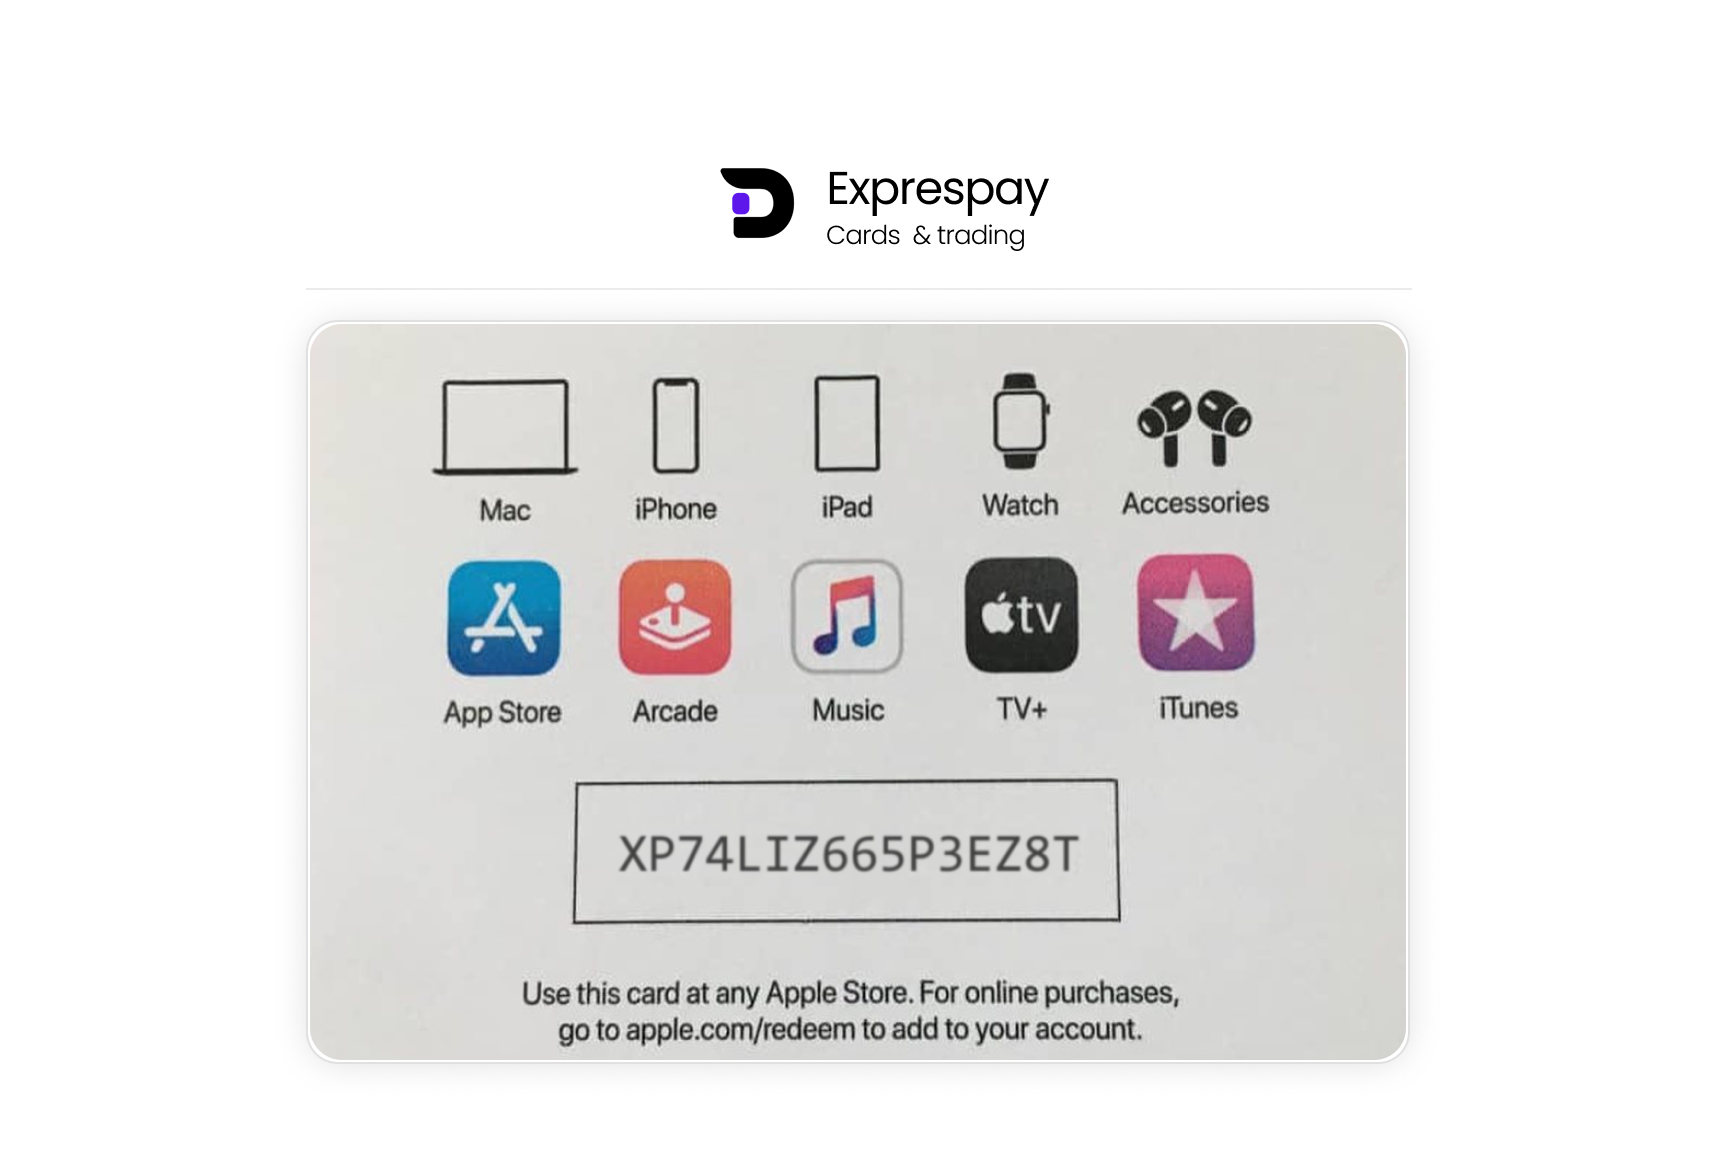 Exprespay
Cards & trading
Mac iPhone iPad Watch Accessories
tv
App Store Arcade Music TV+ iTunes
XP74LIZ665P3EZ8T
Use this card at any Apple Store. For online purchases,
go to apple.com/redeem to add to your account.